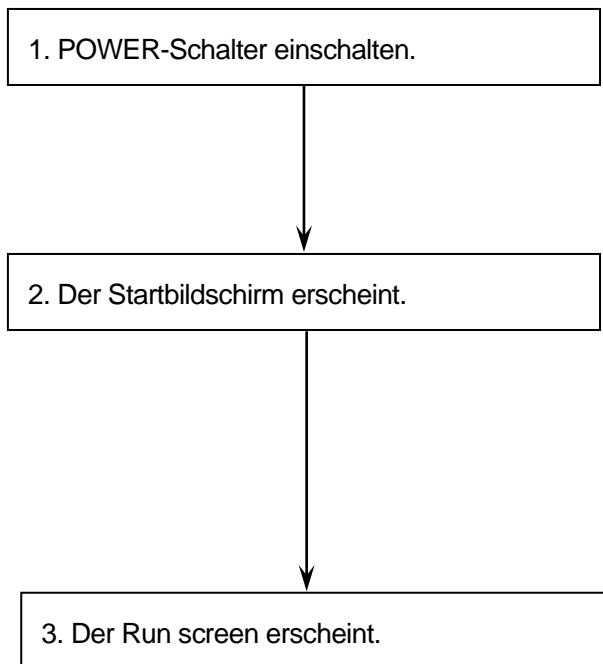 1. POWER-Schalter einschalten.
2. Der Startbildschirm erscheint.
3. Der Run screen erscheint.